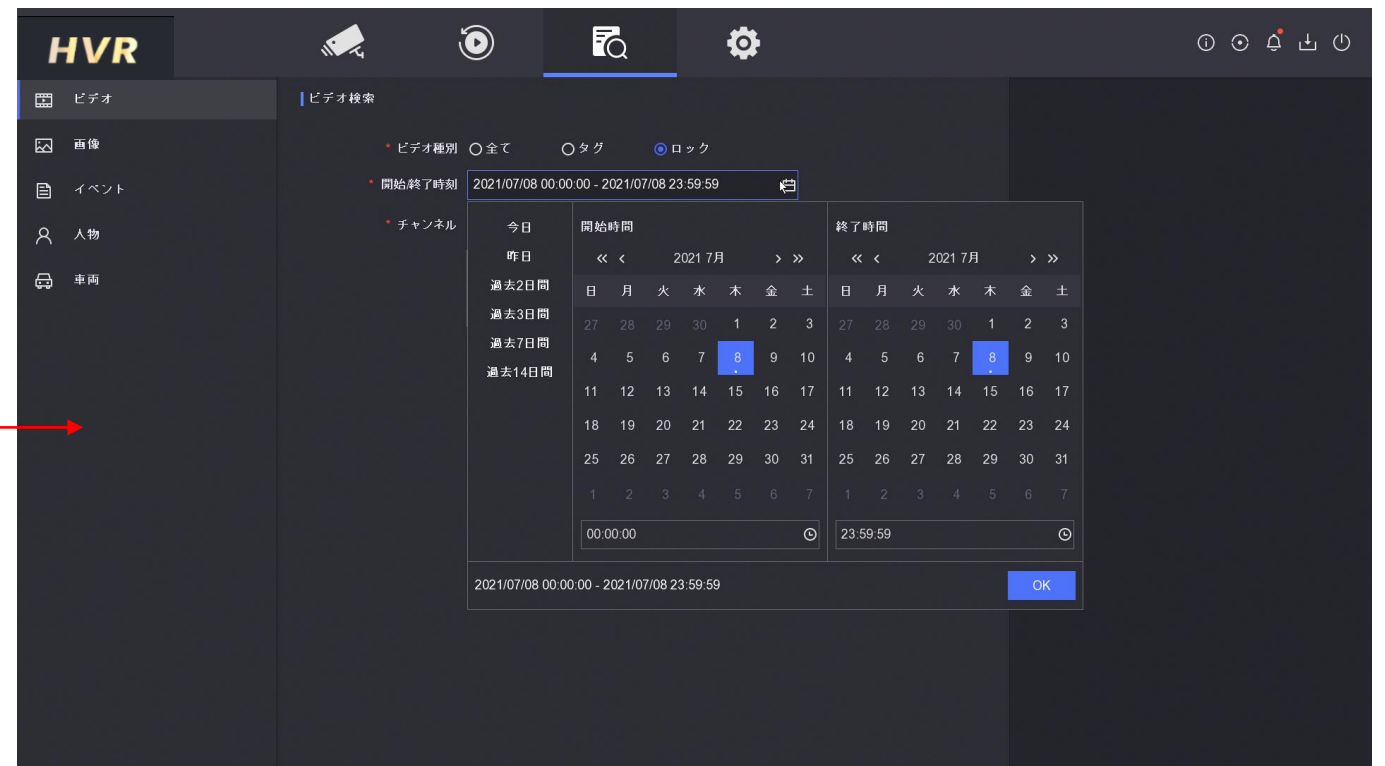 HVR
ビデオ
画像
イベント
人物
車両
ビデオ検索
* ビデオ種別 全て タグ ロック
* 開始/終了時刻 2021/07/08 00:00:00 - 2021/07/08 23:59:59
* チャンネル
今日
昨日
過去2日間
過去3日間
過去7日間
過去14日間
開始時間
2021 7月
日 月 火 水 木 金 土
27 28 29 30 1 2 3
4 5 6 7 8 9 10
11 12 13 14 15 16 17
18 19 20 21 22 23 24
25 26 27 28 29 30 31
1 2 3 4 5 6 7
00:00:00
終了時間
2021 7月
日 月 火 水 木 金 土
27 28 29 30 1 2 3
4 5 6 7 8 9 10
11 12 13 14 15 16 17
18 19 20 21 22 23 24
25 26 27 28 29 30 31
1 2 3 4 5 6 7
23:59:59
2021/07/08 00:00:00 - 2021/07/08 23:59:59
OK